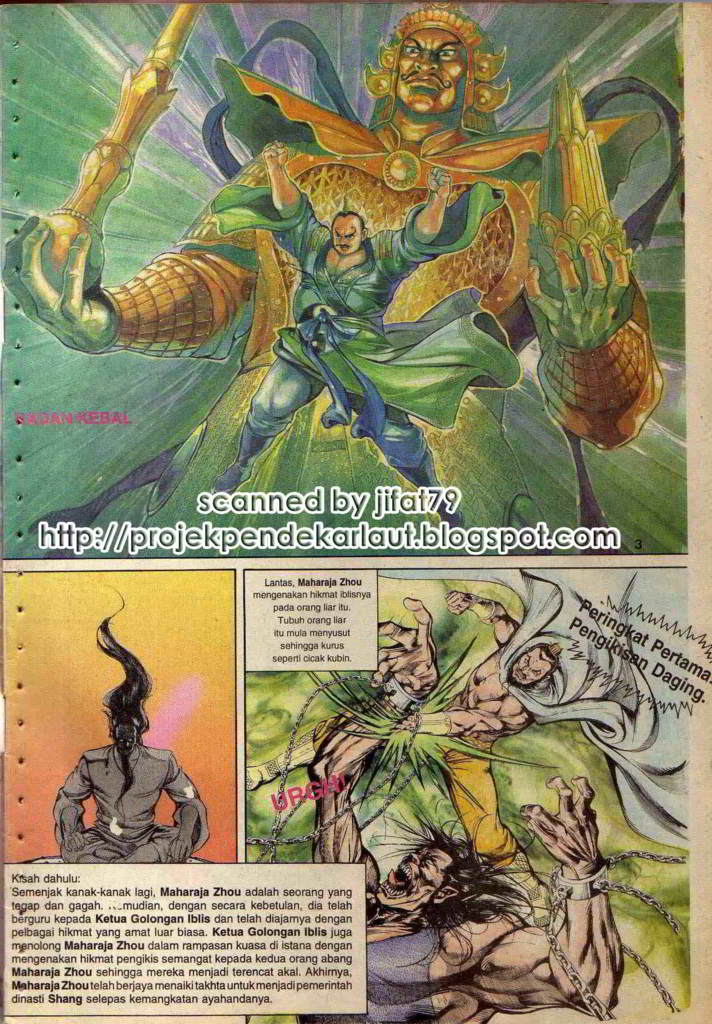 BADAN KEBAL
scanned by jifat79
http://projekpendekarlaut.blogspot.com
3
Lantas, Maharaja Zhou
mengenakan hikmat iblisnya
pada orang liar itu.
Tubuh orang liar
itu mula menyusut
sehingga kurus
seperti cicak kubin.
Peringkat Pertama:
Pengikisan Daging.
URGH!
Kisah dahulu:
Semenjak kanak-kanak lagi, Maharaja Zhou adalah seorang yang
tegap dan gagah. Kemudian, dengan secara kebetulan, dia telah
berguru kepada Ketua Golongan Iblis dan telah diajarnya dengan
pelbagai hikmat yang amat luar biasa. Ketua Golongan Iblis juga
menolong Maharaja Zhou dalam rampasan kuasa di istana dengan
mengenakan hikmat pengikis semangat kepada kedua orang abang
Maharaja Zhou sehingga mereka menjadi terencat akal. Akhirnya,
Maharaja Zhou telah berjaya menaiki takhta untuk menjadi pemerintah
dinasti Shang selepas kemangkatan ayahandanya.